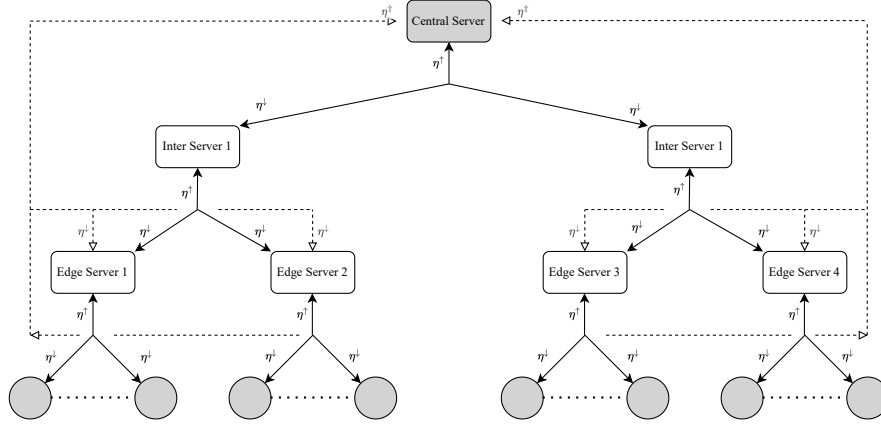 η↑ Central Server η↑
η↑
η↓ η↓
Inter Server 1 Inter Server 1
η↑ η↑
η↓ η↓ η↓ η↓ η↓ η↓ η↓ η↓
Edge Server 1 Edge Server 2 Edge Server 3 Edge Server 4
η↑ η↑ η↑ η↑
η↓ η↓ η↓ η↓ η↓ η↓ η↓ η↓